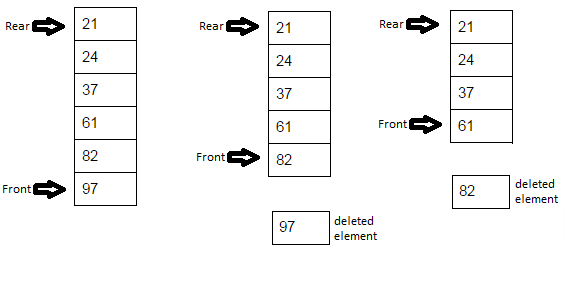 Rear 21
24
37
61
82
Front 97
Rear 21
24
37
61
Front 82
97 deleted
element
Rear 21
24
37
Front 61
82 deleted
element